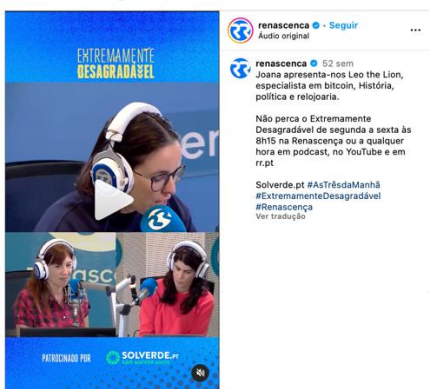 renascenca • Seguir
Áudio original
EXTREMAMENTE
DESAGRADÁVEL
renascenca 52 sem
Joana apresenta-nos Leo the Lion,
especialista em bitcoin, História,
política e relojoaria.
Não perca o Extremamente
Desagradável de segunda a sexta às
8h15 na Renascença ou a qualquer
hora em podcast, no YouTube e em
rr.pt
Solverde.pt #AsTrêsdaManhã
#ExtremamenteDesagradável
#Renascença
Ver tradução
PATROCINADO POR
SOLVERDE.PT